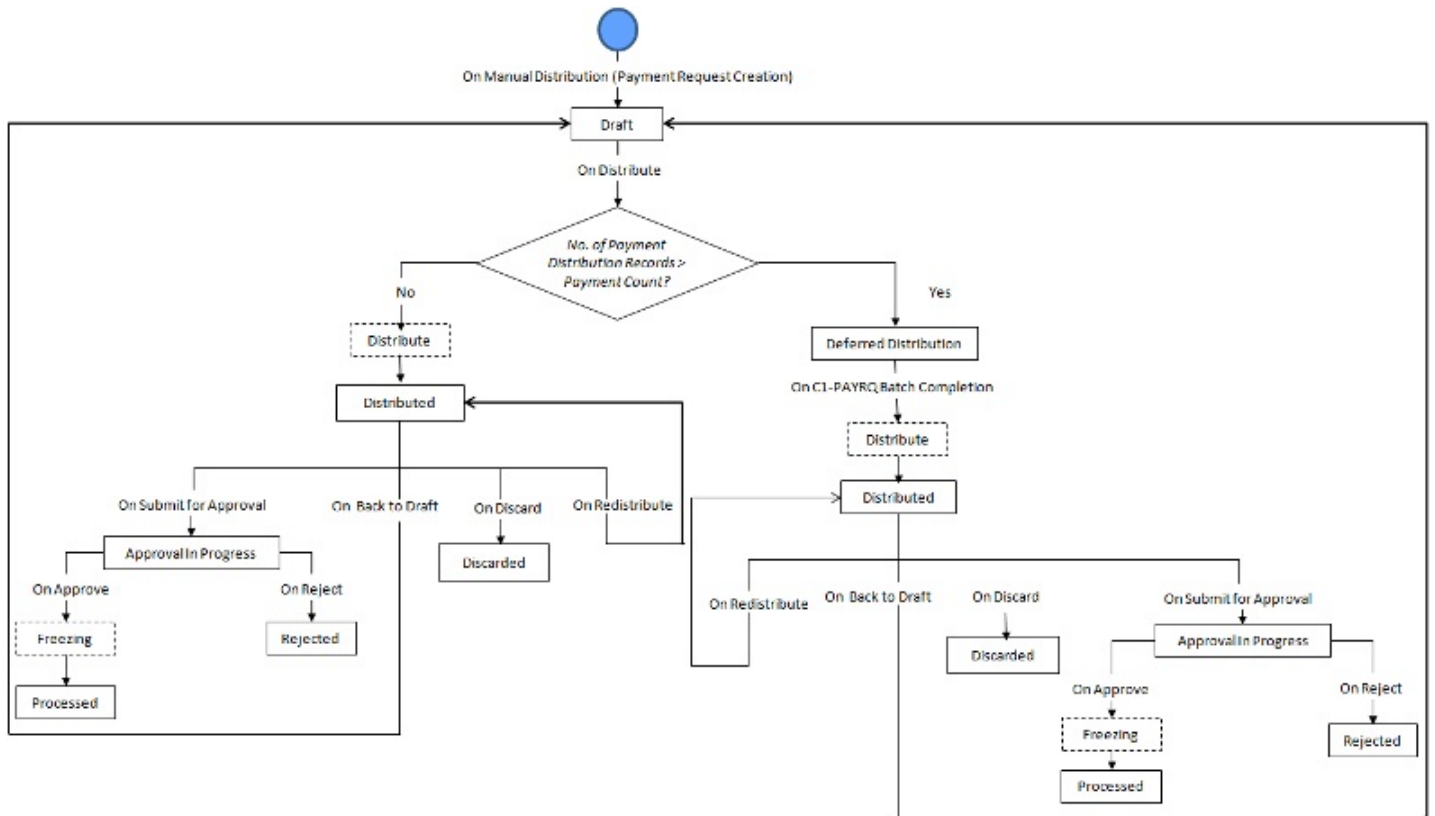 On Manual Distribution (Payment Request Creation)
Draft
On Distribute
No. of Payment
Distribution Records >
Payment Count?
No
Yes
Distribute
Deferred Distribution
On C1-PAYRQ Batch Completion
Distributed
Distribute
Distributed
On Submit for Approval
On Back to Draft
On Discard
On Redistribute
Approval In Progress
Discarded
On Approve
On Reject
Freezing
Rejected
Processed
On Redistribute
On Back to Draft
On Discard
On Submit for Approval
Discarded
Approval In Progress
On Approve
On Reject
Freezing
Rejected
Processed